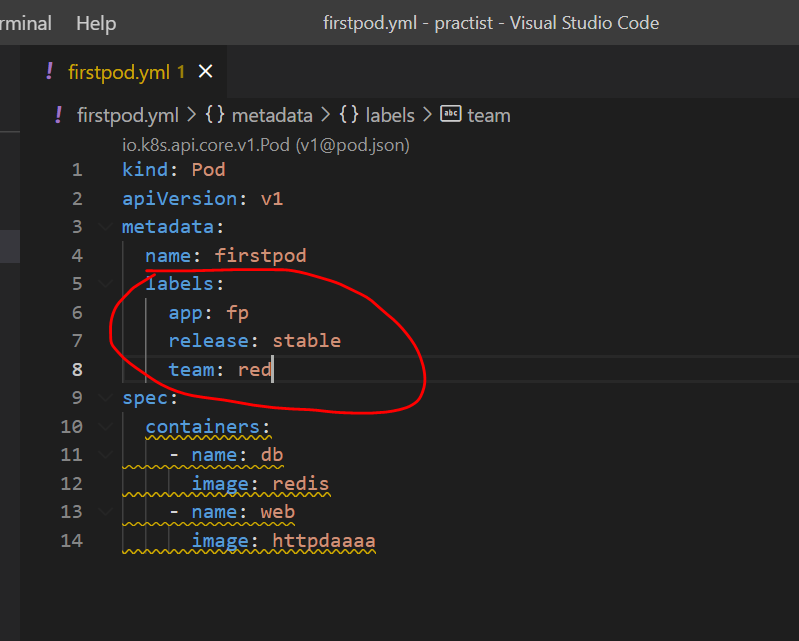 rminal Help firstpod.yml - practist - Visual Studio Code
! firstpod.yml 1 ×
! firstpod.yml > {} metadata > {} labels > abc team
io.k8s.api.core.v1.Pod (v1@pod.json)
1 kind: Pod
2 apiVersion: v1
3 metadata:
4   name: firstpod
5   labels:
6     app: fp
7     release: stable
8     team: red
9 spec:
10   containers:
11     - name: db
12       image: redis
13     - name: web
14       image: httpdaaaa